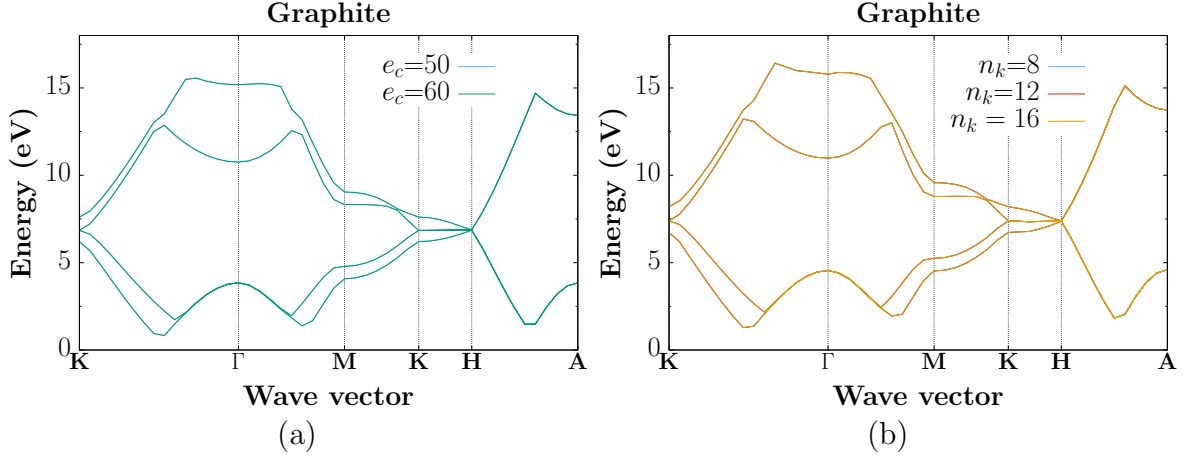 Graphite
Energy (eV)
15
10
5
0
e_c=50
e_c=60
K Γ M K H A
Wave vector
(a)
Graphite
Energy (eV)
15
10
5
0
n_k=8
n_k=12
n_k = 16
K Γ M K H A
Wave vector
(b)